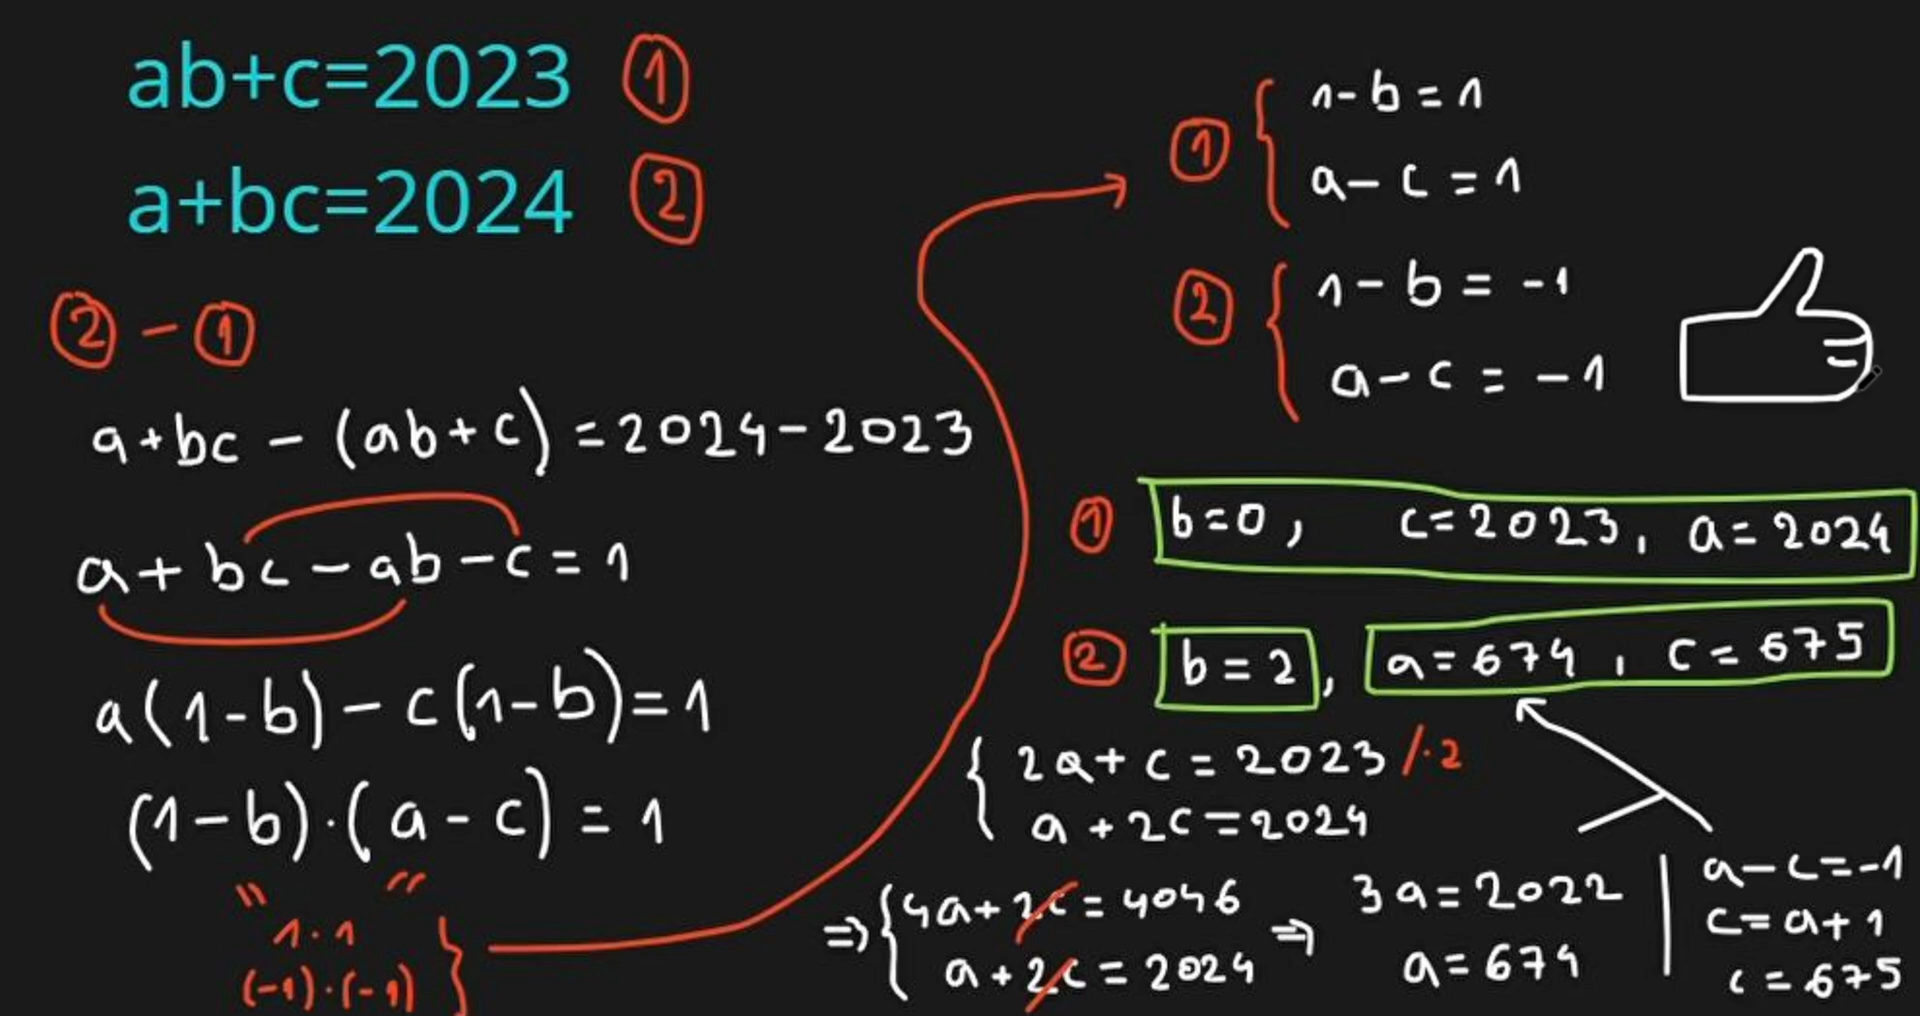 ab+c=2023 ①
a+bc=2024 ②
② - ①
a+bc - (ab+c) = 2024-2023
a + bc - ab - c = 1
a(1-b) - c(1-b) = 1
(1-b)·(a-c) = 1
" "
1·1
(-1)·(-1) }
① { 1-b=1
a-c=1
② { 1-b=-1
a-c=-1
① b=0, c=2023, a=2024
② b=2, a=674, c=675
{ 2a+c=2023 /·2
a+2c=2024
⇒ { 4a+2c=4046
a+2c=2024
⇒ 3a=2022
a=674
| a-c=-1
c=a+1
c=675